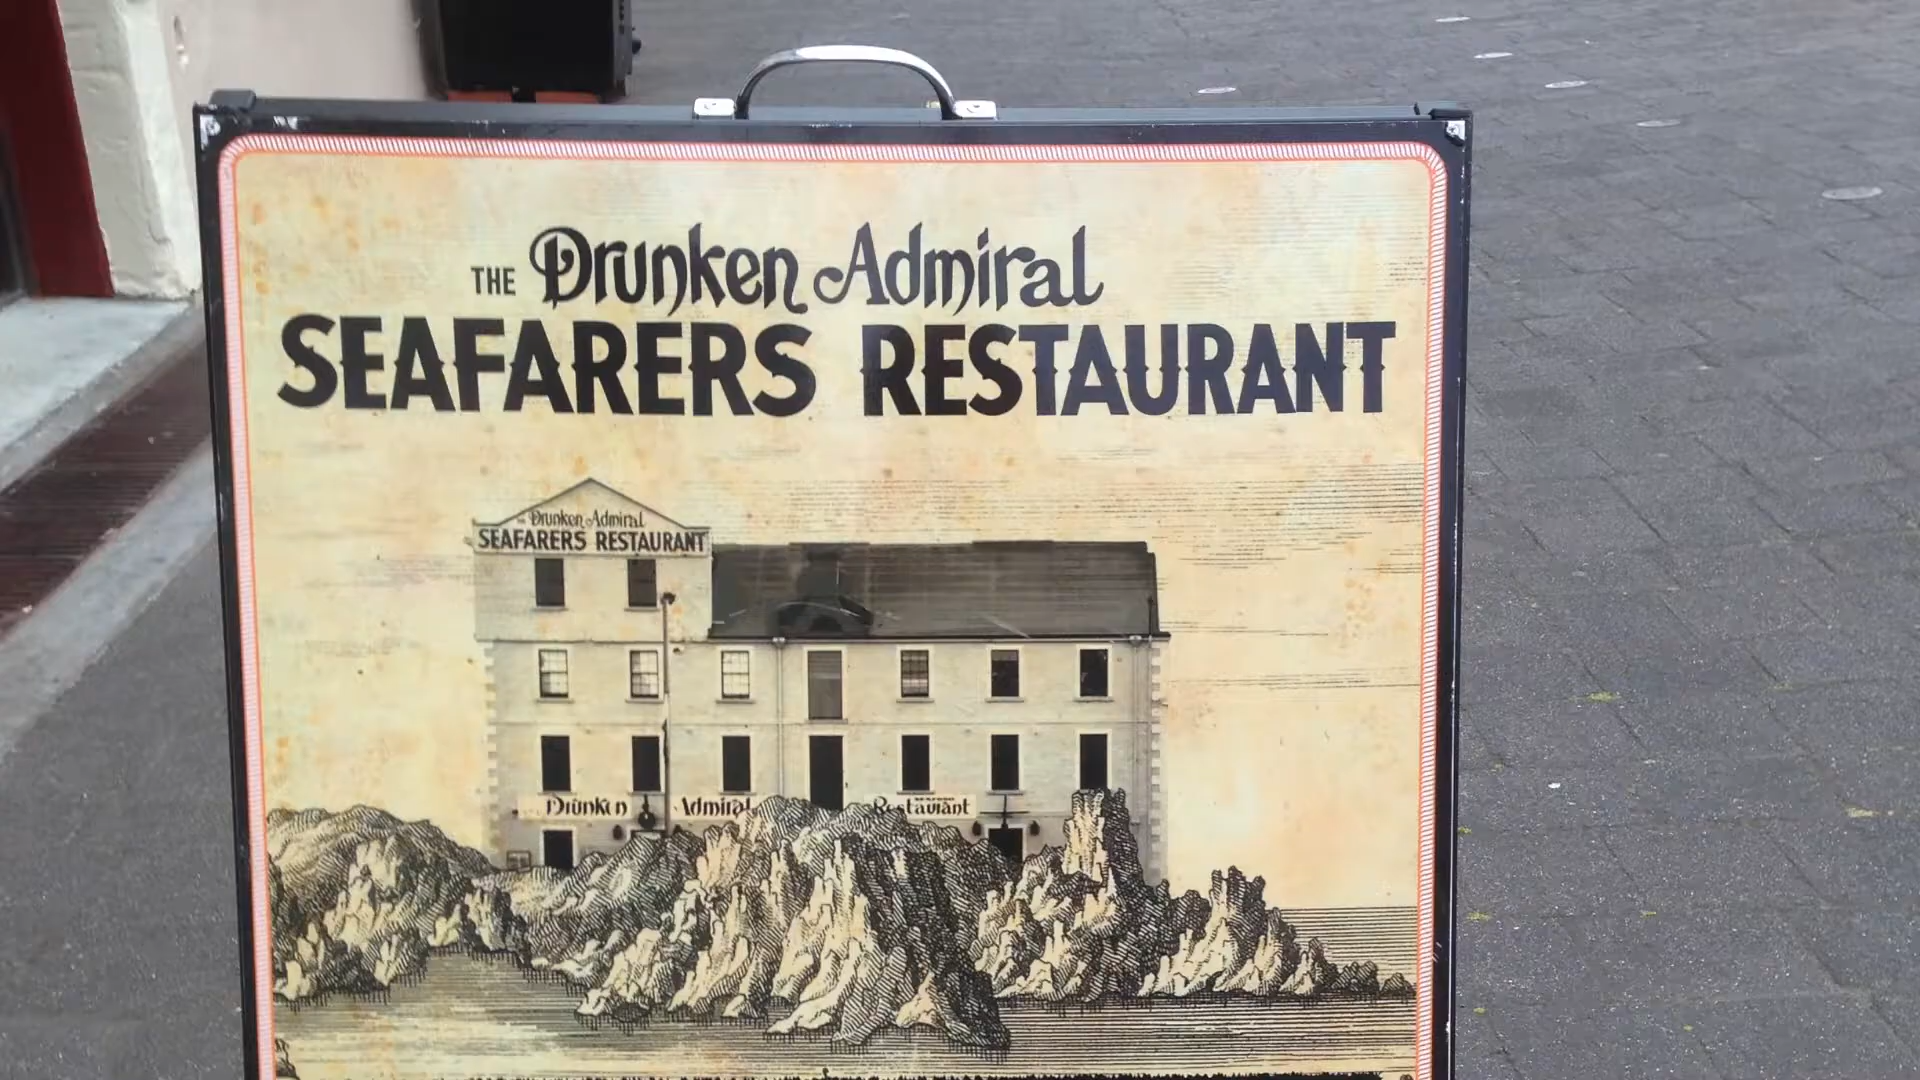 THE Drunken Admiral
SEAFARERS RESTAURANT
Drunken Admiral
SEAFARERS RESTAURANT
Drunken Admiral Restaurant